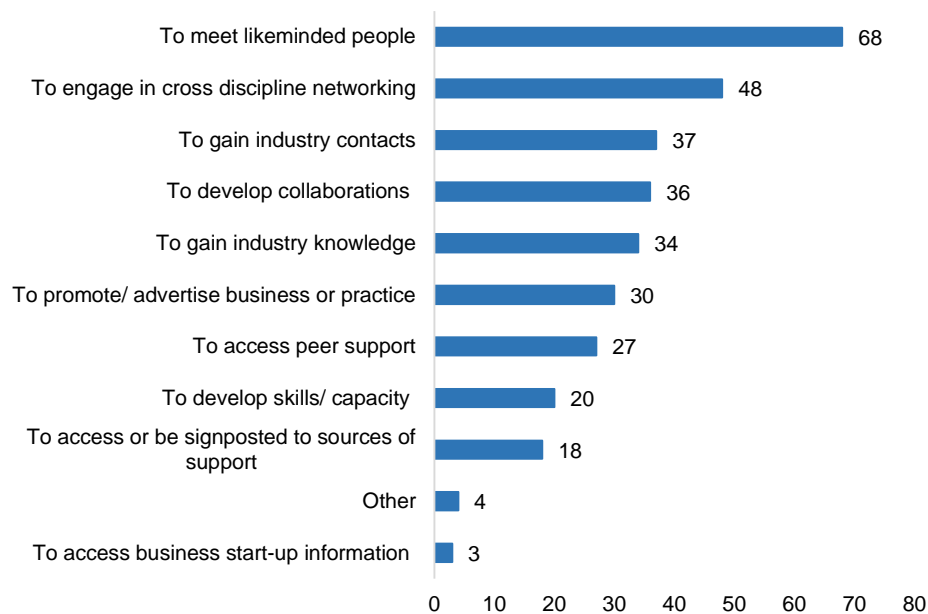 To meet likeminded people 68
To engage in cross discipline networking 48
To gain industry contacts 37
To develop collaborations 36
To gain industry knowledge 34
To promote/ advertise business or practice 30
To access peer support 27
To develop skills/ capacity 20
To access or be signposted to sources of
support 18
Other 4
To access business start-up information 3
0 10 20 30 40 50 60 70 80